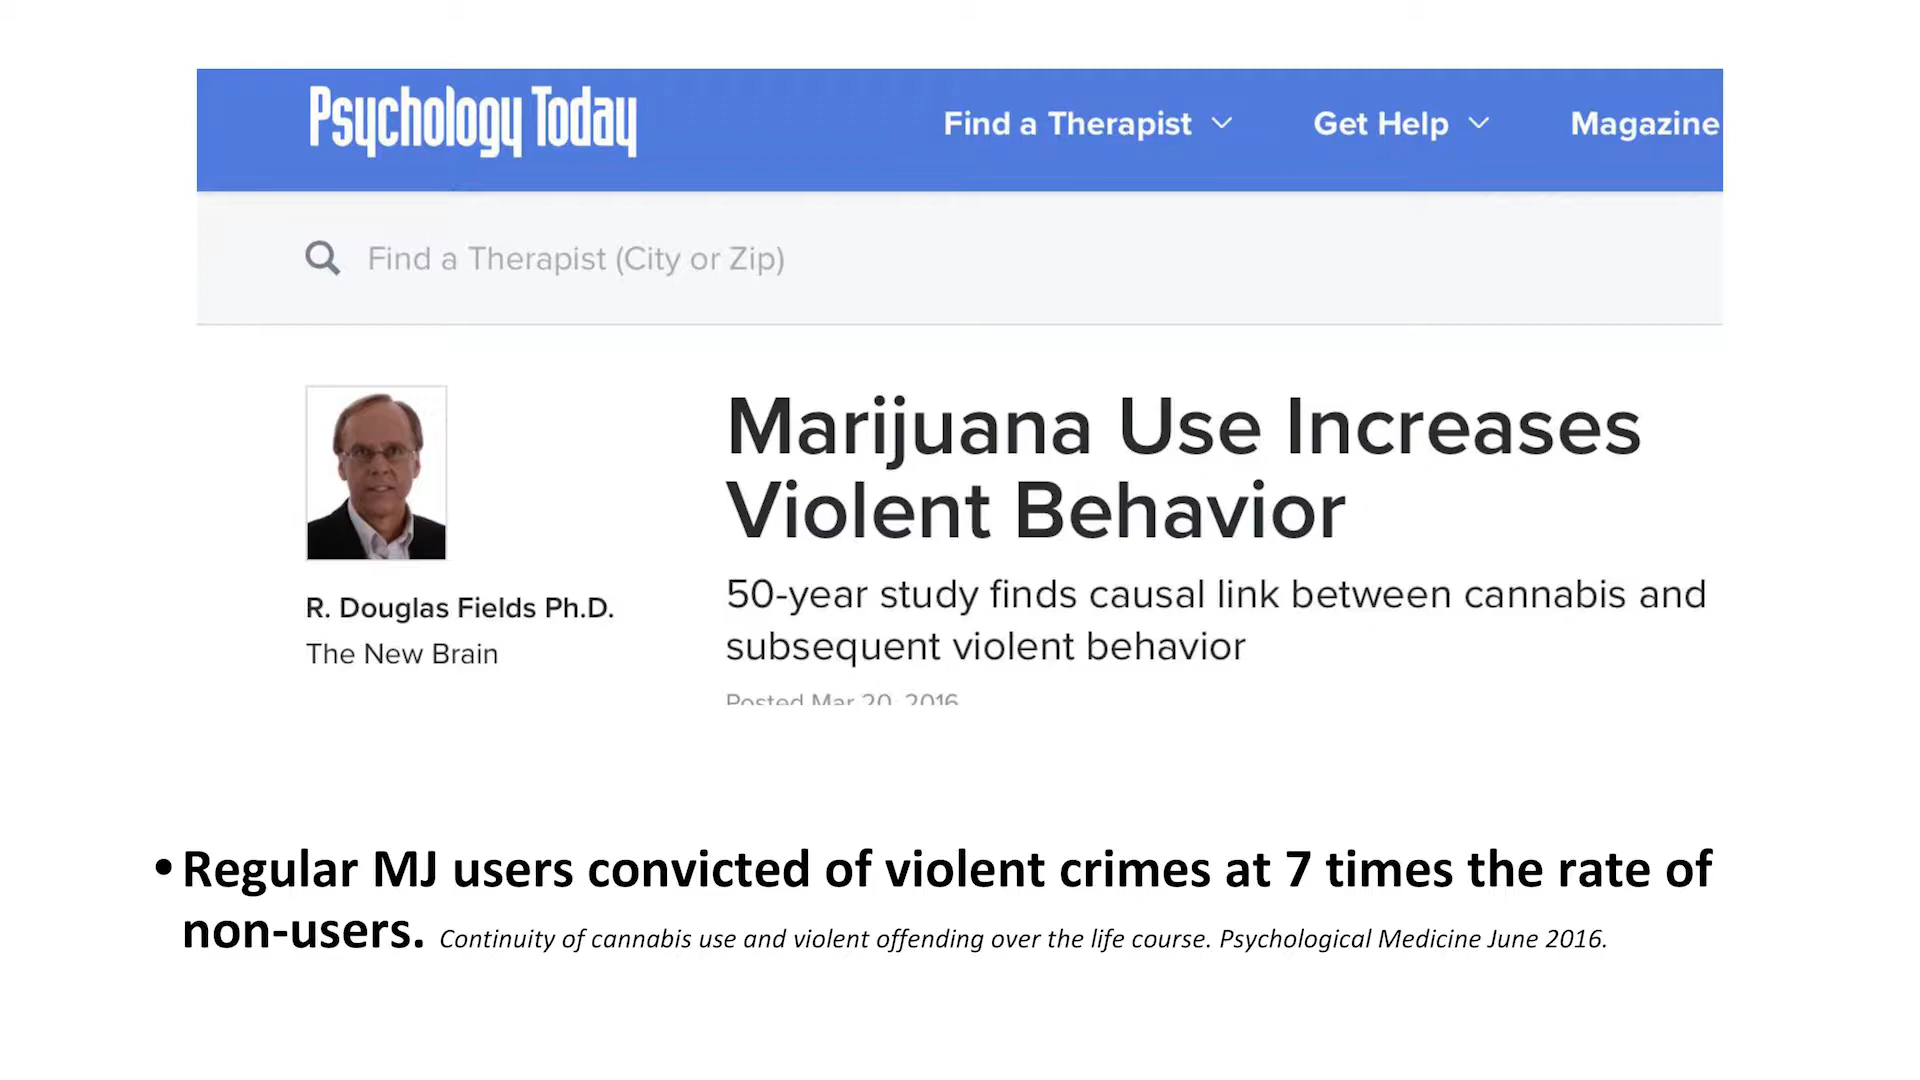 Psychology Today
Find a Therapist
Get Help
Magazine
Find a Therapist (City or Zip)
Marijuana Use Increases
Violent Behavior
50-year study finds causal link between cannabis and
subsequent violent behavior
Posted Mar 20, 2016
R. Douglas Fields Ph.D.
The New Brain
• Regular MJ users convicted of violent crimes at 7 times the rate of
non-users. Continuity of cannabis use and violent offending over the life course. Psychological Medicine June 2016.